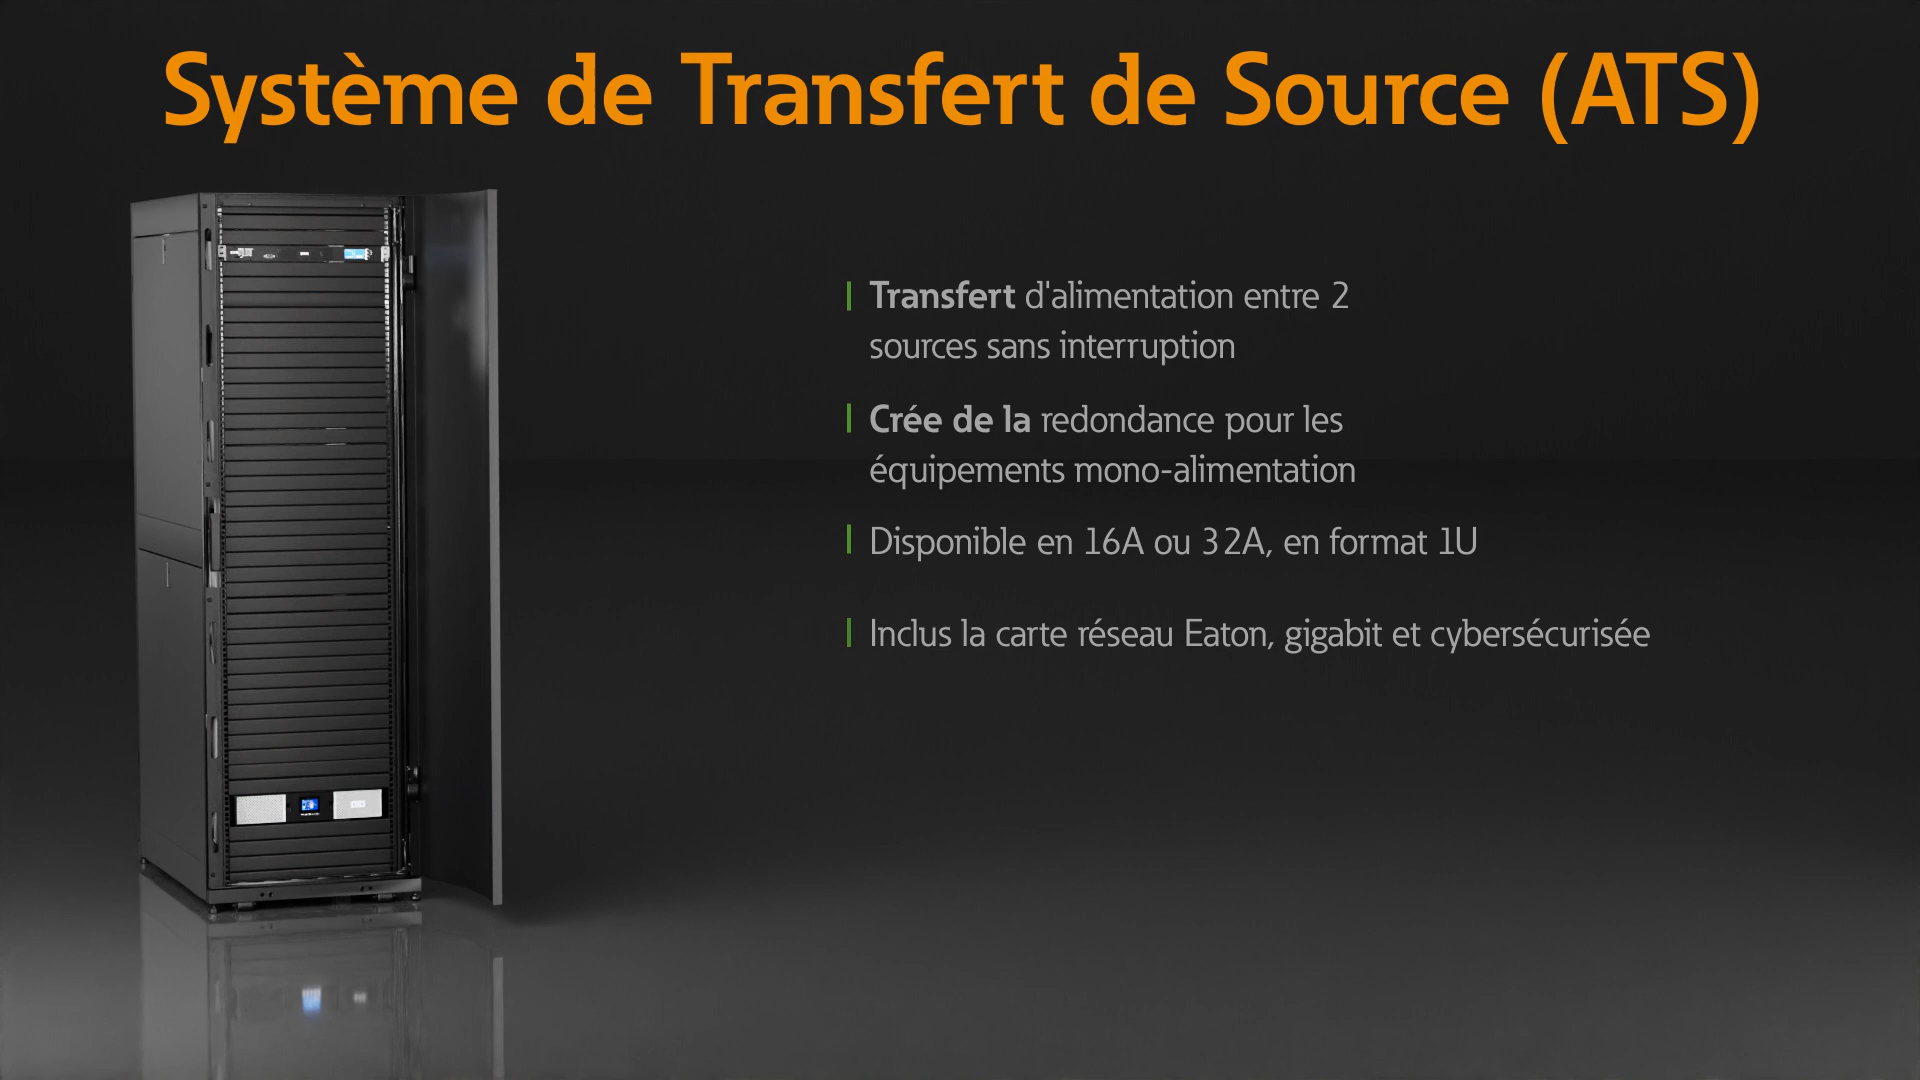 Système de Transfert de Source (ATS)
Transfert d'alimentation entre 2
sources sans interruption
Crée de la redondance pour les
équipements mono-alimentation
Disponible en 16A ou 32A, en format 1U
Inclus la carte réseau Eaton, gigabit et cybersécurisée